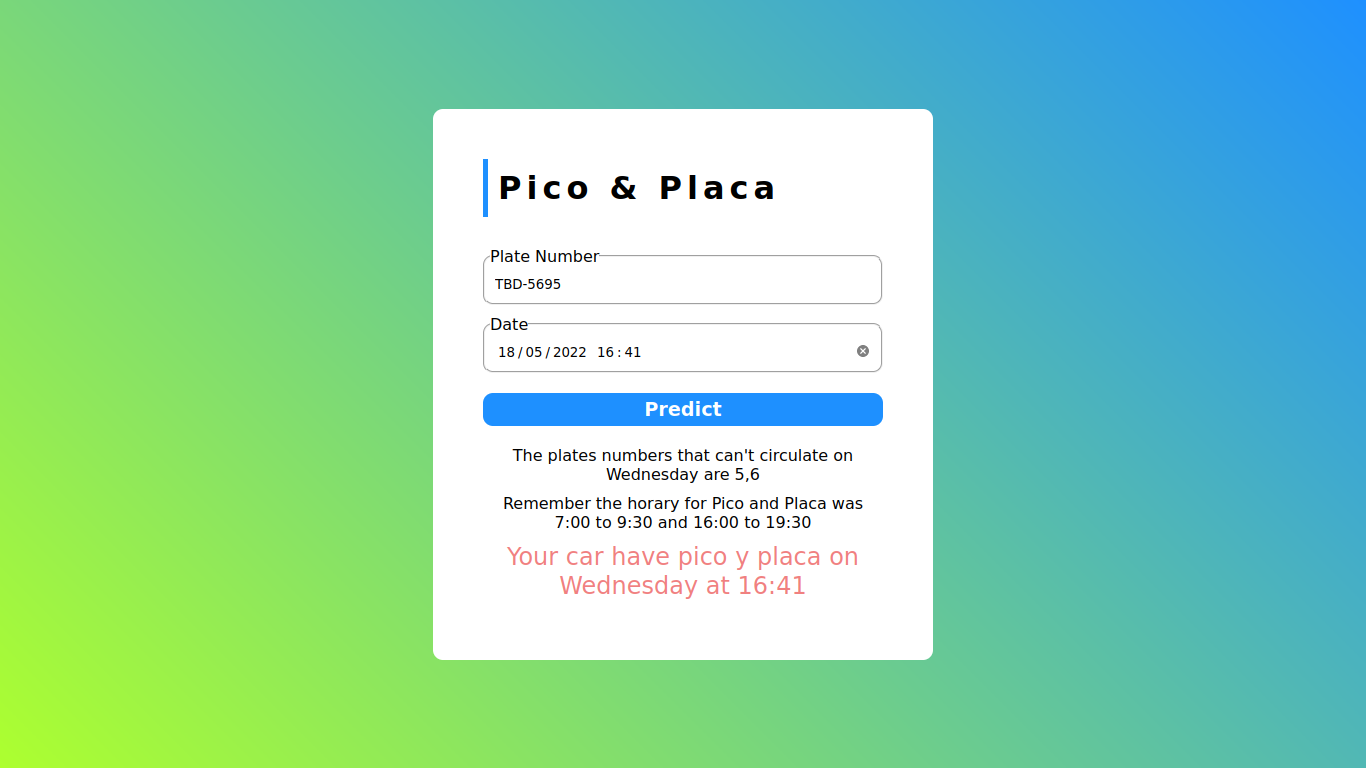 Pico & Placa
Plate Number
TBD-5695
Date
18/05/2022 16:41
Predict
The plates numbers that can't circulate on
Wednesday are 5,6
Remember the horary for Pico and Placa was
7:00 to 9:30 and 16:00 to 19:30
Your car have pico y placa on
Wednesday at 16:41